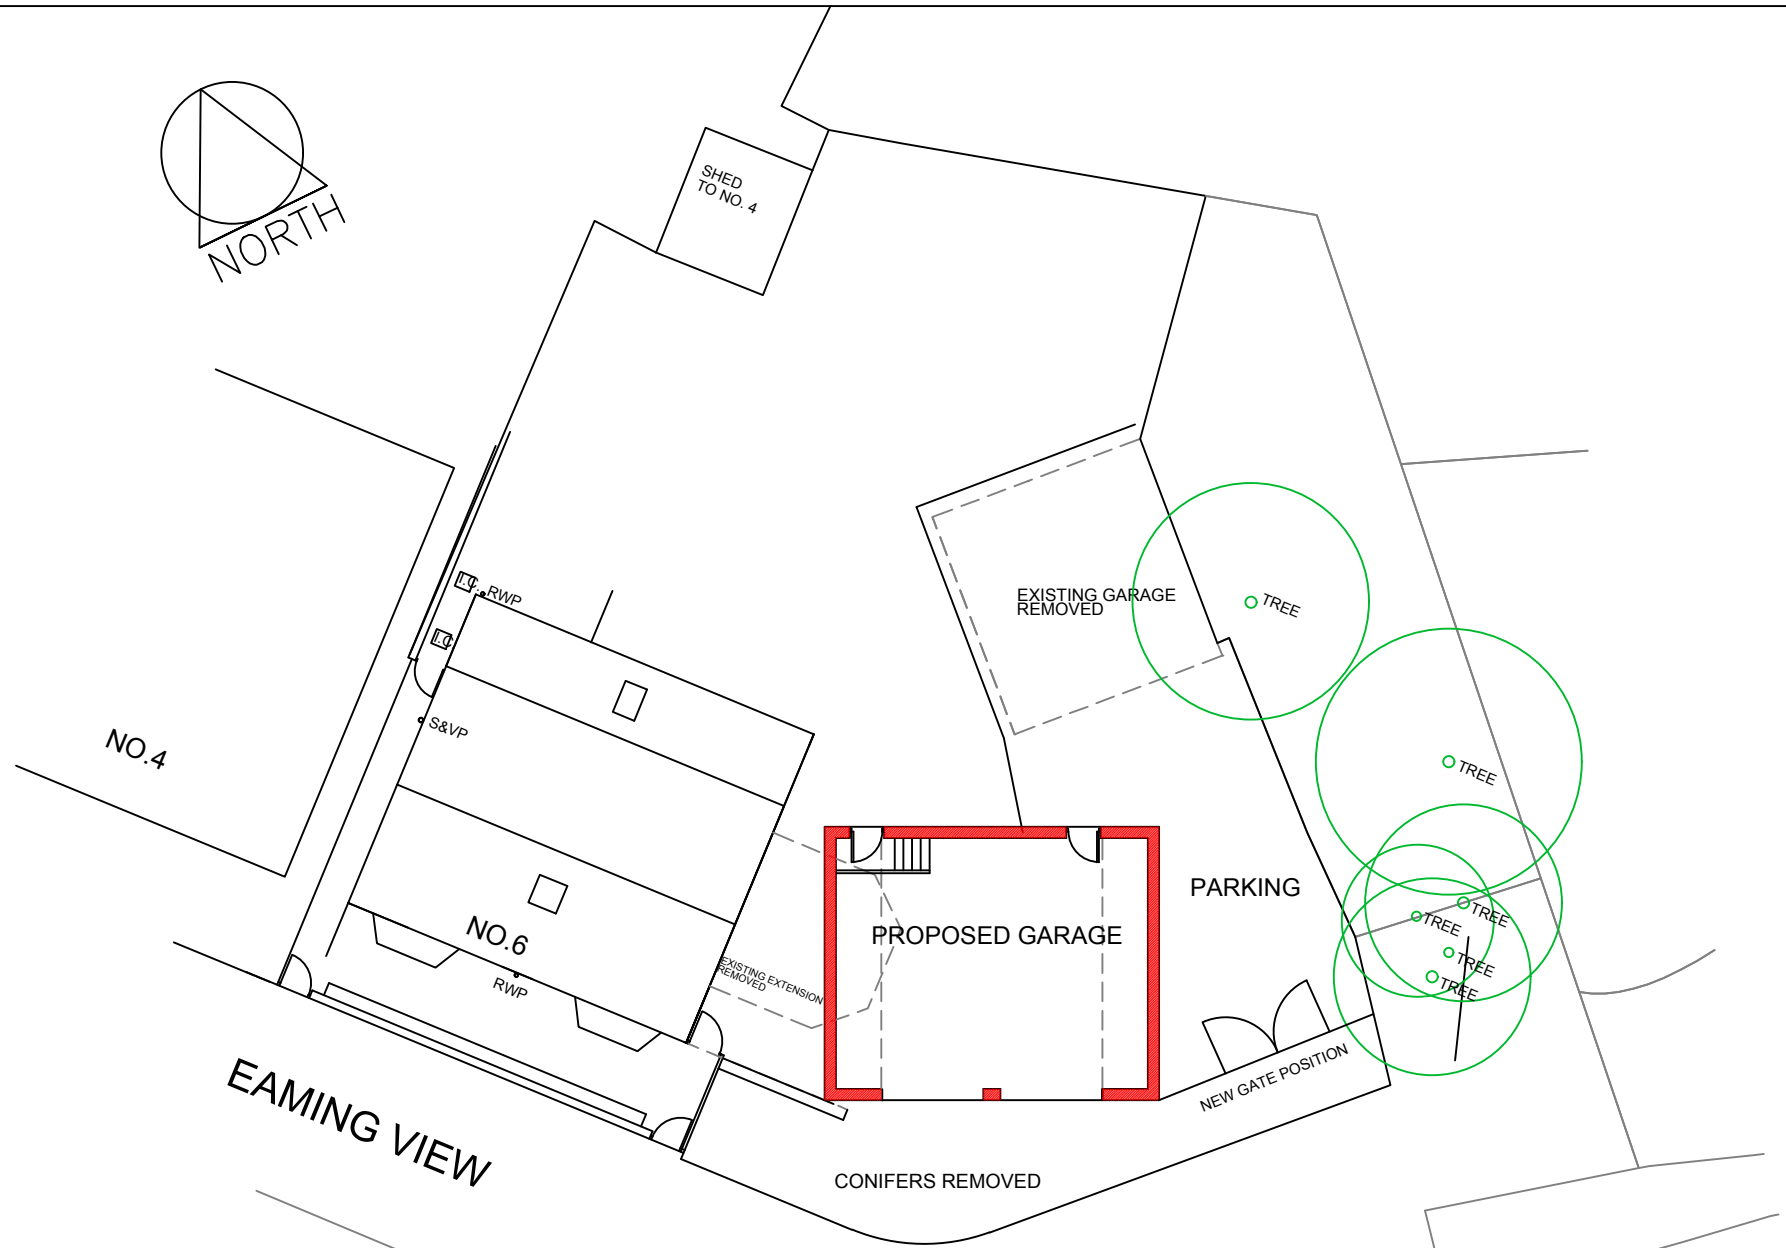 NORTH
SHED
TO NO. 4
I.C.
RWP
I.C
S&VP
NO.4
EXISTING GARAGE
REMOVED
TREE
TREE
PARKING
PROPOSED GARAGE
TREE
TREE
TREE
TREE
NO.6
EXISTING EXTENSION
REMOVED
RWP
NEW GATE POSITION
EAMING VIEW
CONIFERS REMOVED